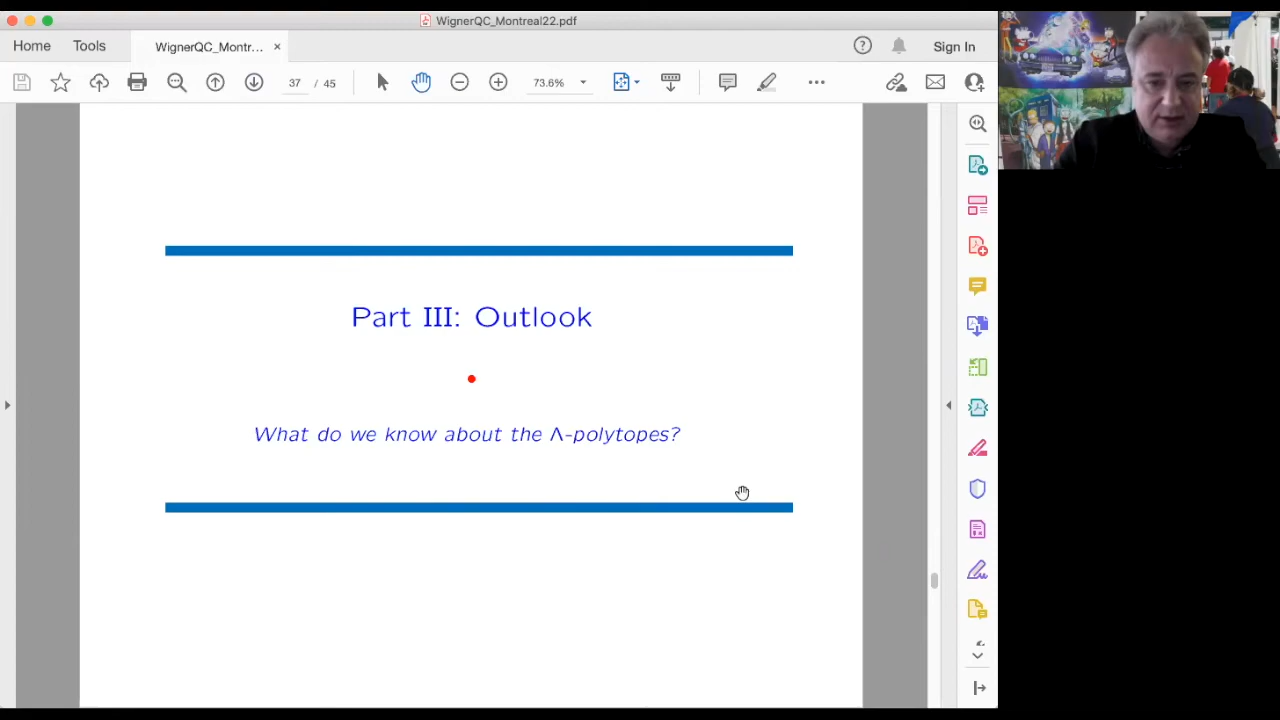 WignerQC_Montreal22.pdf
Home Tools WignerQC_Montr... × Sign In
37 / 45 73.6%
Part III: Outlook
What do we know about the Λ-polytopes?